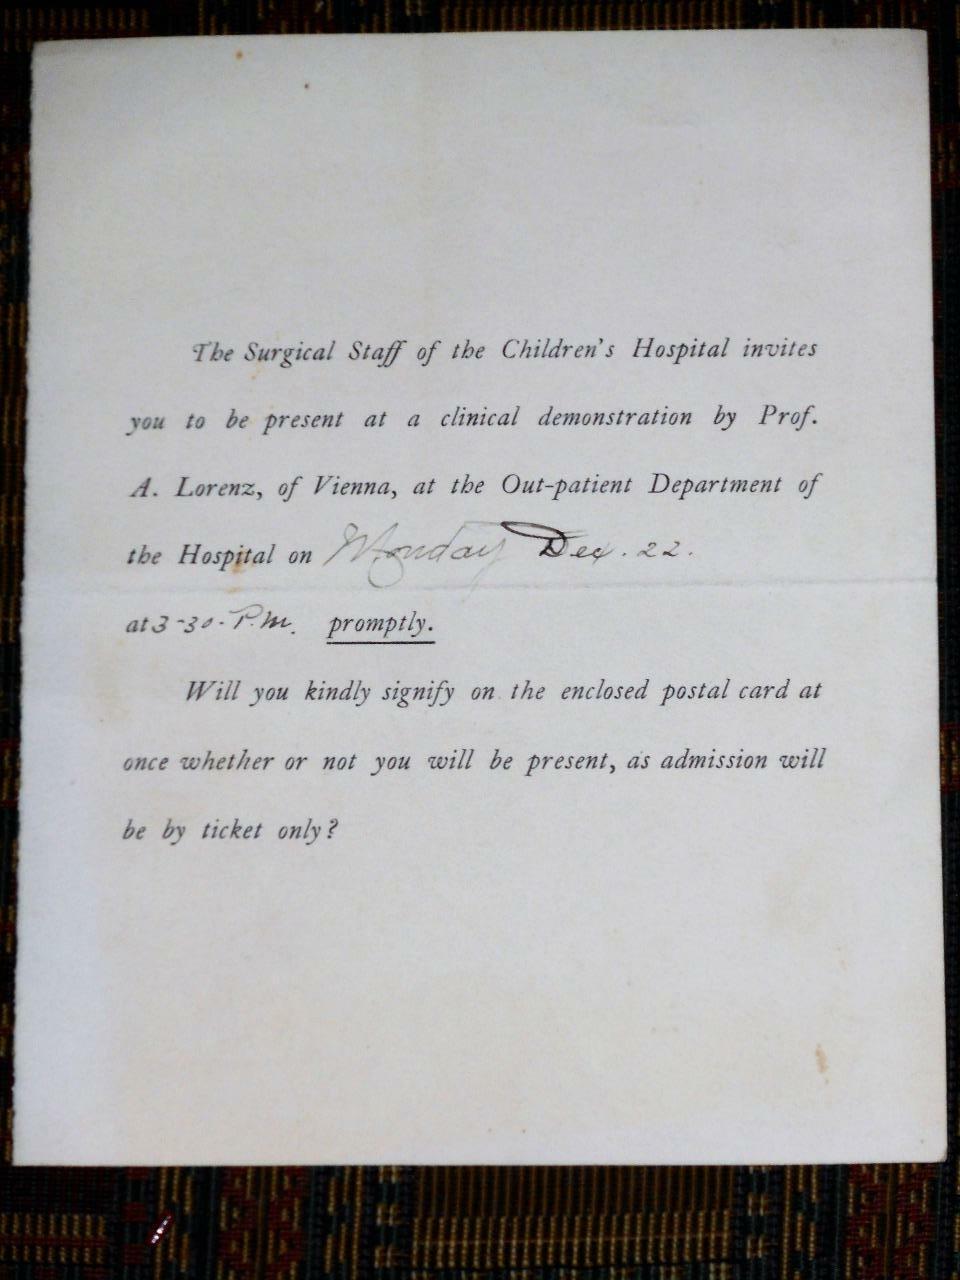 The Surgical Staff of the Children's Hospital invites
you to be present at a clinical demonstration by Prof.
A. Lorenz, of Vienna, at the Out-patient Department of
the Hospital on Monday Dec. 22.
at 3-30- P.M. promptly.
Will you kindly signify on the enclosed postal card at
once whether or not you will be present, as admission will
be by ticket only?